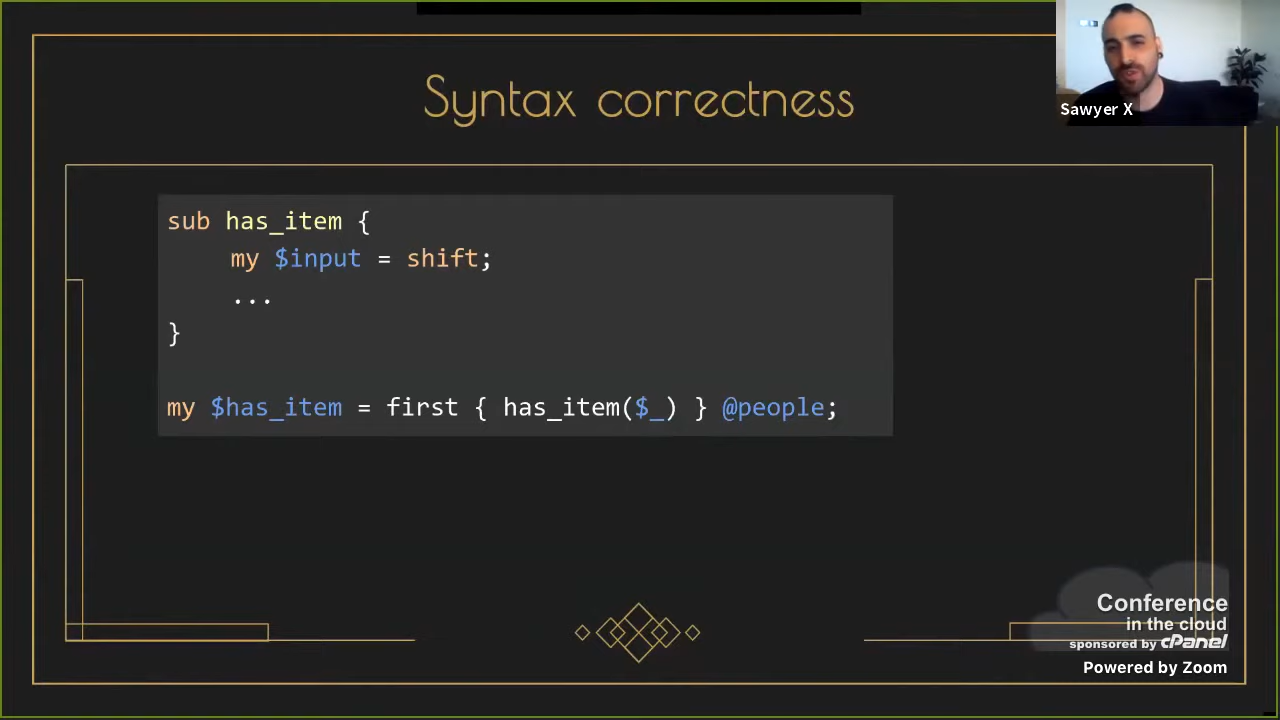 Syntax correctness
Sawyer X
sub has_item {
    my $input = shift;
    ...
}
my $has_item = first { has_item($_) } @people;
Conference
in the cloud
sponsored by cPanel
Powered by Zoom